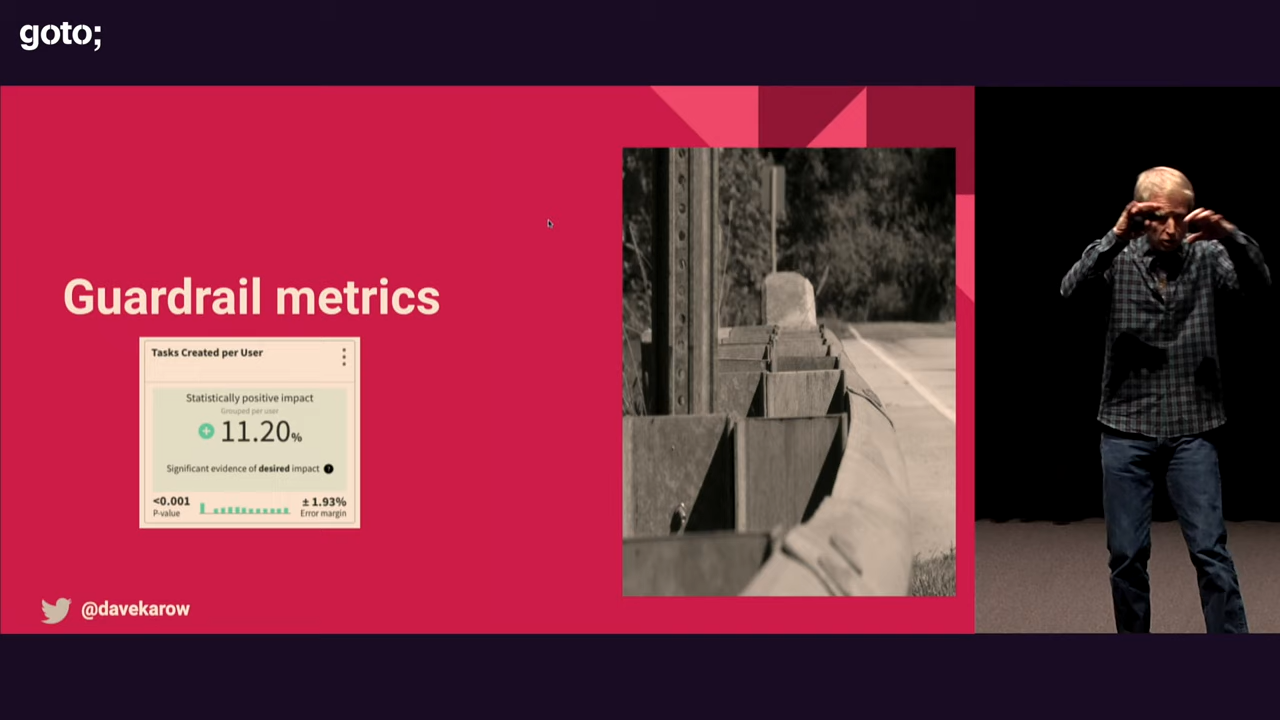 goto;
Guardrail metrics
Tasks Created per User
Statistically positive impact
Grouped per user
11.20%
Significant evidence of desired impact ?
<0.001
P-value
± 1.93%
Error margin
@davekarow